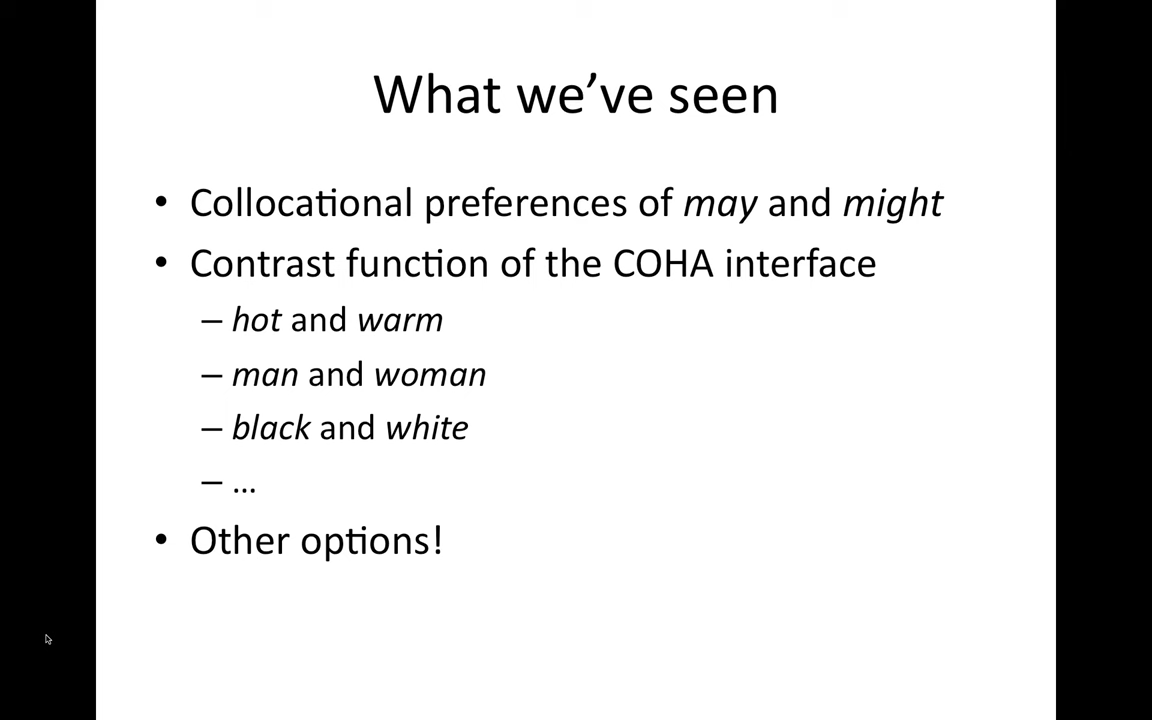 What we’ve seen
• Collocational preferences of may and might
• Contrast function of the COHA interface
– hot and warm
– man and woman
– black and white
– …
• Other options!